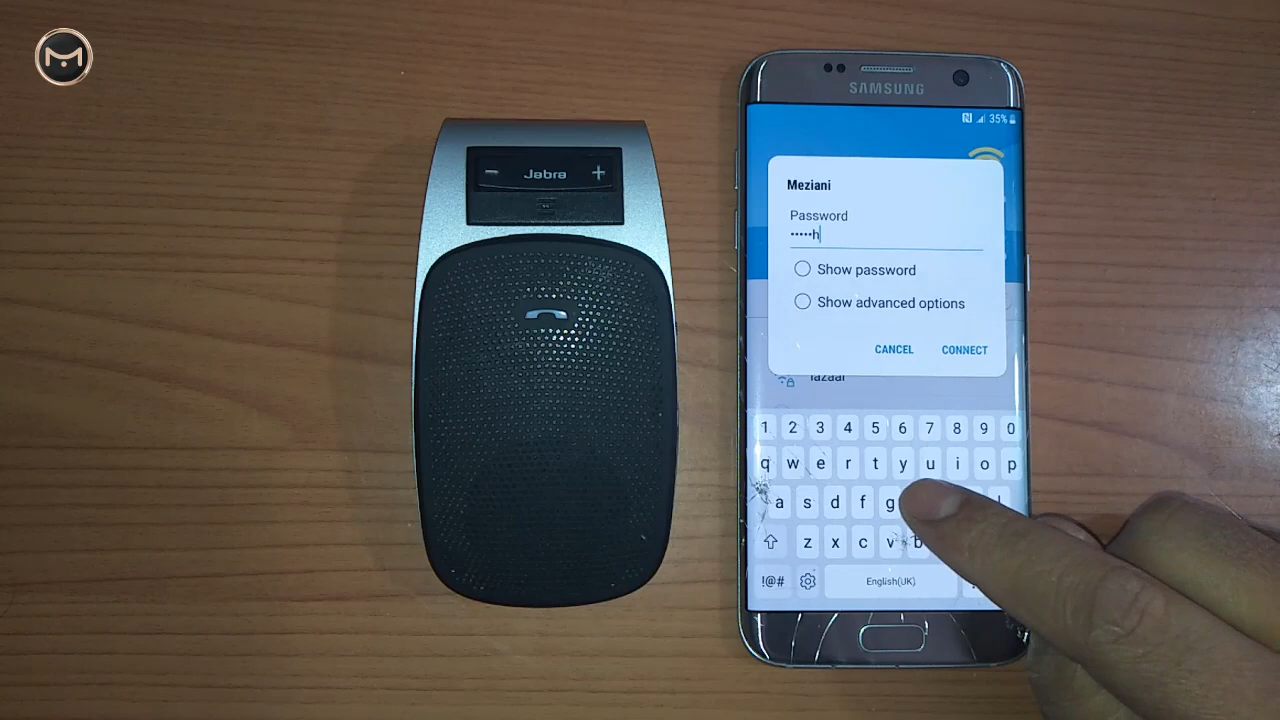 Jabra
SAMSUNG
35%
Meziani
Password
•••••h
Show password
Show advanced options
CANCEL
CONNECT
lazaar
1 2 3 4 5 6 7 8 9 0
q w e r t y u i o p
a s d f g l
z x c v b
!@# English(UK)